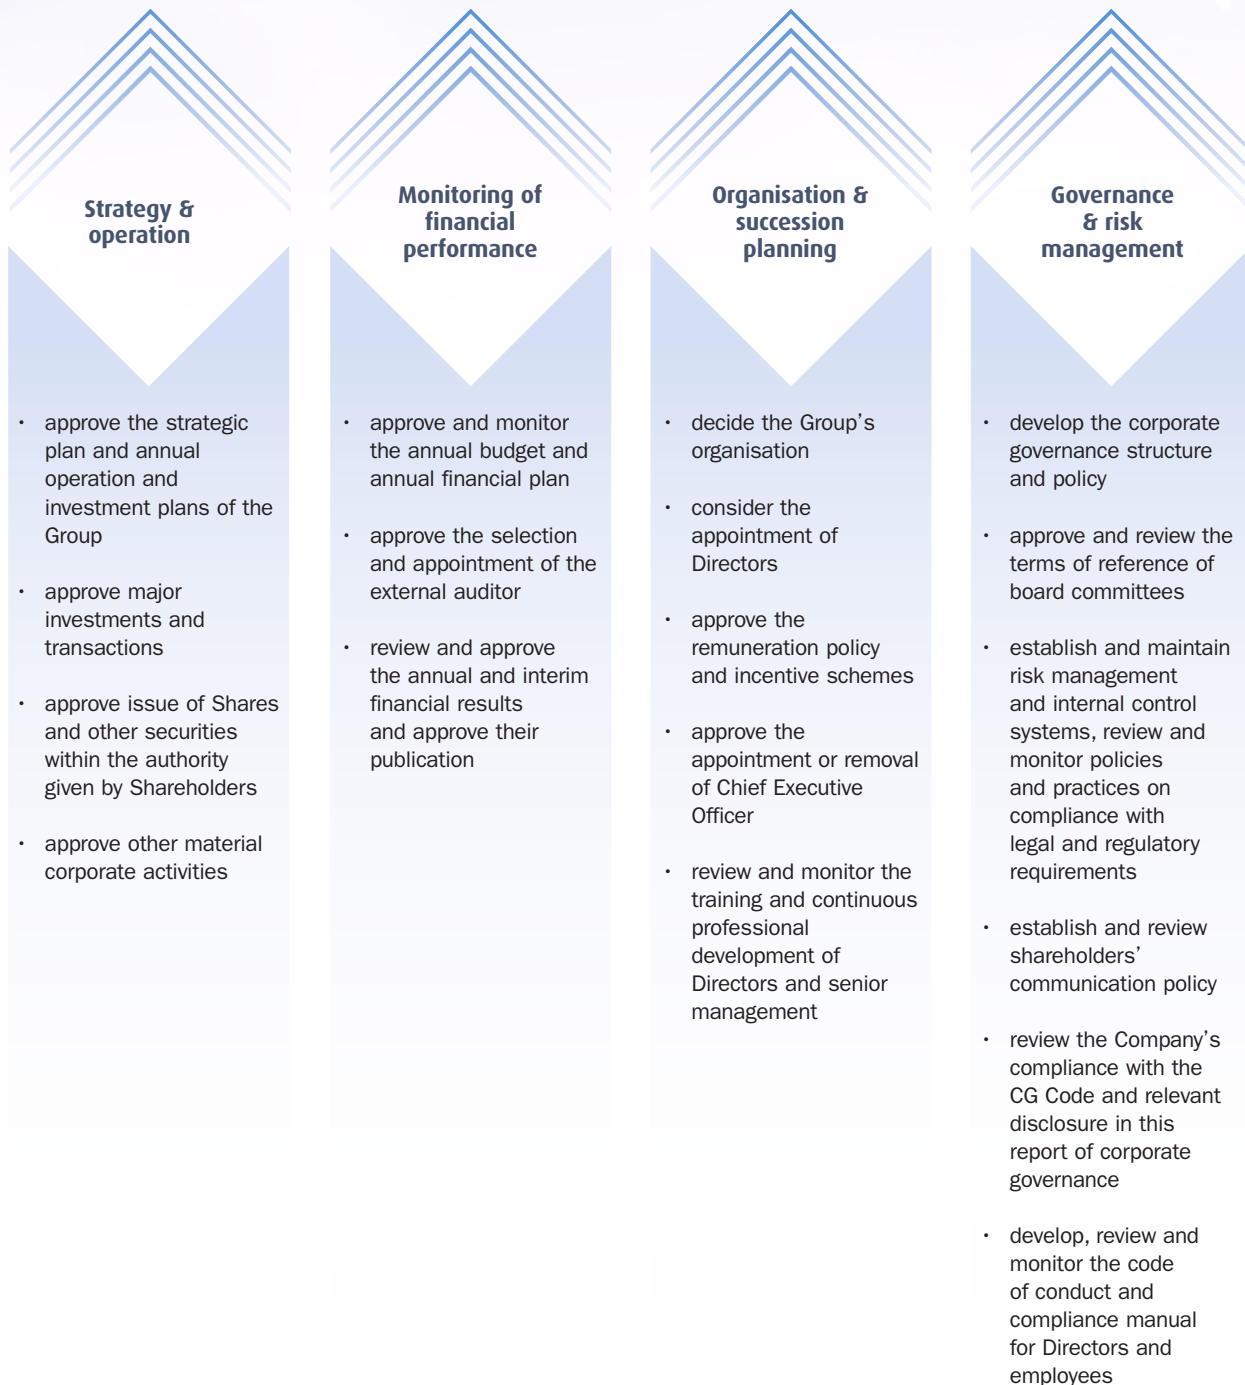 Strategy &
operation
• approve the strategic
plan and annual
operation and
investment plans of the
Group
• approve major
investments and
transactions
• approve issue of Shares
and other securities
within the authority
given by Shareholders
• approve other material
corporate activities
Monitoring of
financial
performance
• approve and monitor
the annual budget and
annual financial plan
• approve the selection
and appointment of the
external auditor
• review and approve
the annual and interim
financial results
and approve their
publication
Organisation &
succession
planning
• decide the Group’s
organisation
• consider the
appointment of
Directors
• approve the
remuneration policy
and incentive schemes
• approve the
appointment or removal
of Chief Executive
Officer
• review and monitor the
training and continuous
professional
development of
Directors and senior
management
Governance
& risk
management
• develop the corporate
governance structure
and policy
• approve and review the
terms of reference of
board committees
• establish and maintain
risk management
and internal control
systems, review and
monitor policies
and practices on
compliance with
legal and regulatory
requirements
• establish and review
shareholders’
communication policy
• review the Company’s
compliance with the
CG Code and relevant
disclosure in this
report of corporate
governance
• develop, review and
monitor the code
of conduct and
compliance manual
for Directors and
employees